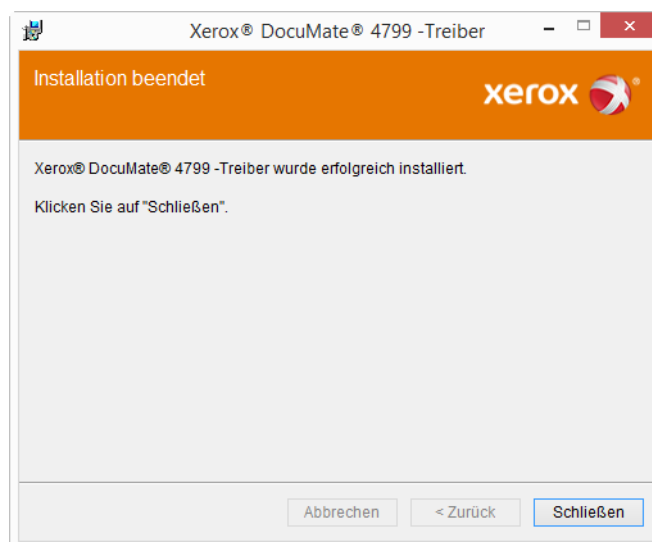 Xerox® DocuMate® 4799 -Treiber
Installation beendet
xerox ®
Xerox® DocuMate® 4799 -Treiber wurde erfolgreich installiert.
Klicken Sie auf "Schließen".
Abbrechen
< Zurück
Schließen